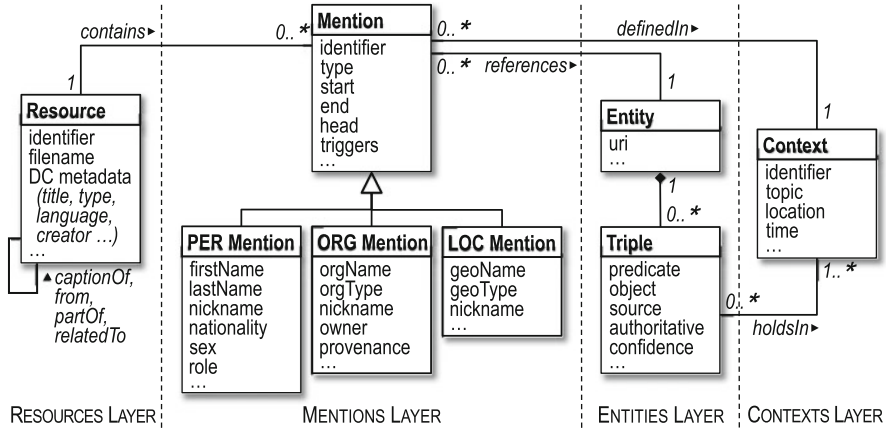 Mention
identifier
type
start
end
head
triggers
...
contains
0..*
1
0..*
definedIn
0..*
references
1
1
Resource
identifier
filename
DC metadata
(title, type,
language,
creator ...)
...
captionOf,
from,
partOf,
relatedTo
PER Mention
firstName
lastName
nickname
nationality
sex
role
...
ORG Mention
orgName
orgType
nickname
owner
provenance
...
LOC Mention
geoName
geoType
nickname
...
Entity
uri
...
1
0..*
Triple
predicate
object
source
authoritative
confidence
...
Context
identifier
topic
location
time
...
1..*
0..*
holdsIn
RESOURCES LAYER
MENTIONS LAYER
ENTITIES LAYER
CONTEXTS LAYER